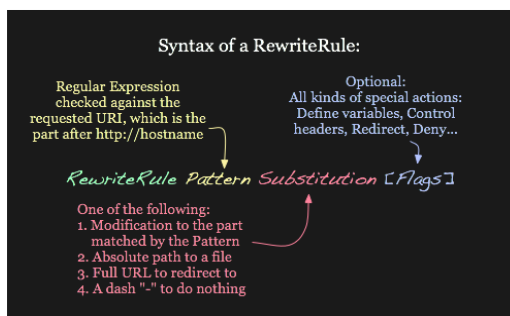 Syntax of a RewriteRule:
Regular Expression
checked against the
requested URI, which is the
part after http://hostname
Optional:
All kinds of special actions:
Define variables, Control
headers, Redirect, Deny...
RewriteRule Pattern Substitution [Flags]
One of the following:
1. Modification to the part
matched by the Pattern
2. Absolute path to a file
3. Full URL to redirect to
4. A dash "-" to do nothing